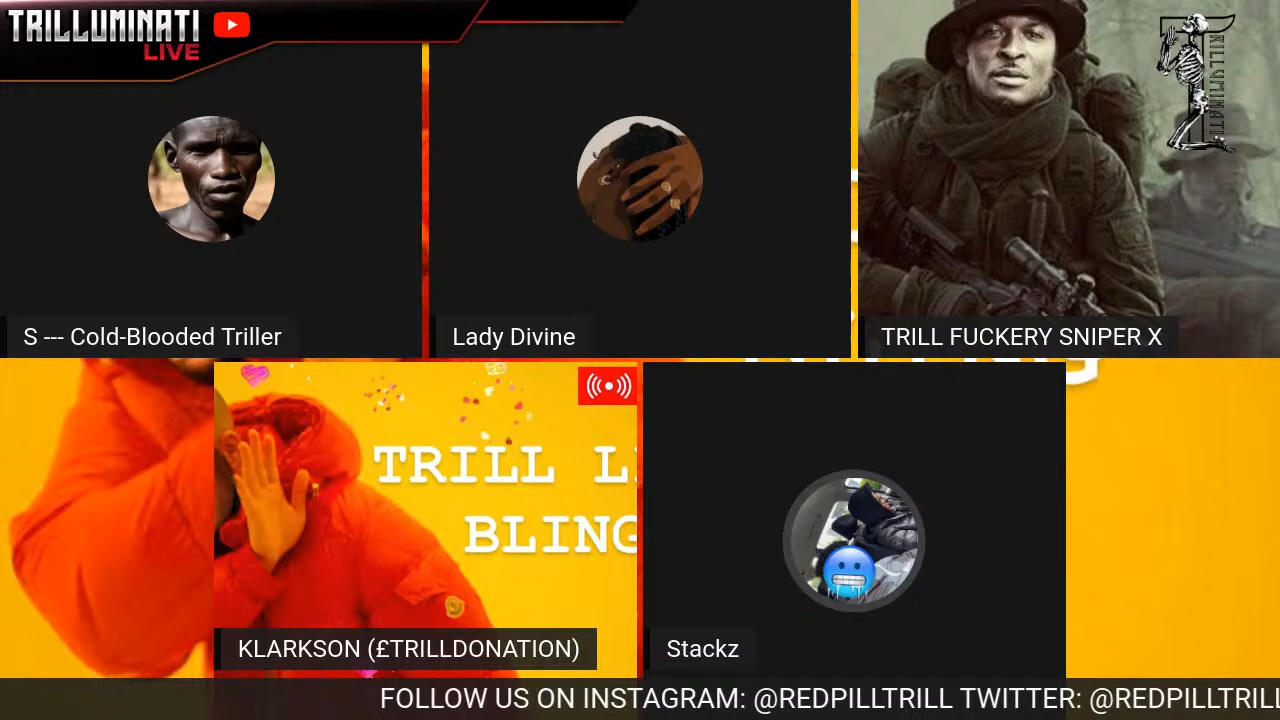 TRILLUMINATI
LIVE
TRILLUMINATI
S --- Cold-Blooded Triller
Lady Divine
TRILL FUCKERY SNIPER X
TRILL L
BLING
KLARKSON (£TRILLDONATION)
Stackz
FOLLOW US ON INSTAGRAM: @REDPILLTRILL TWITTER: @REDPILLTRILL